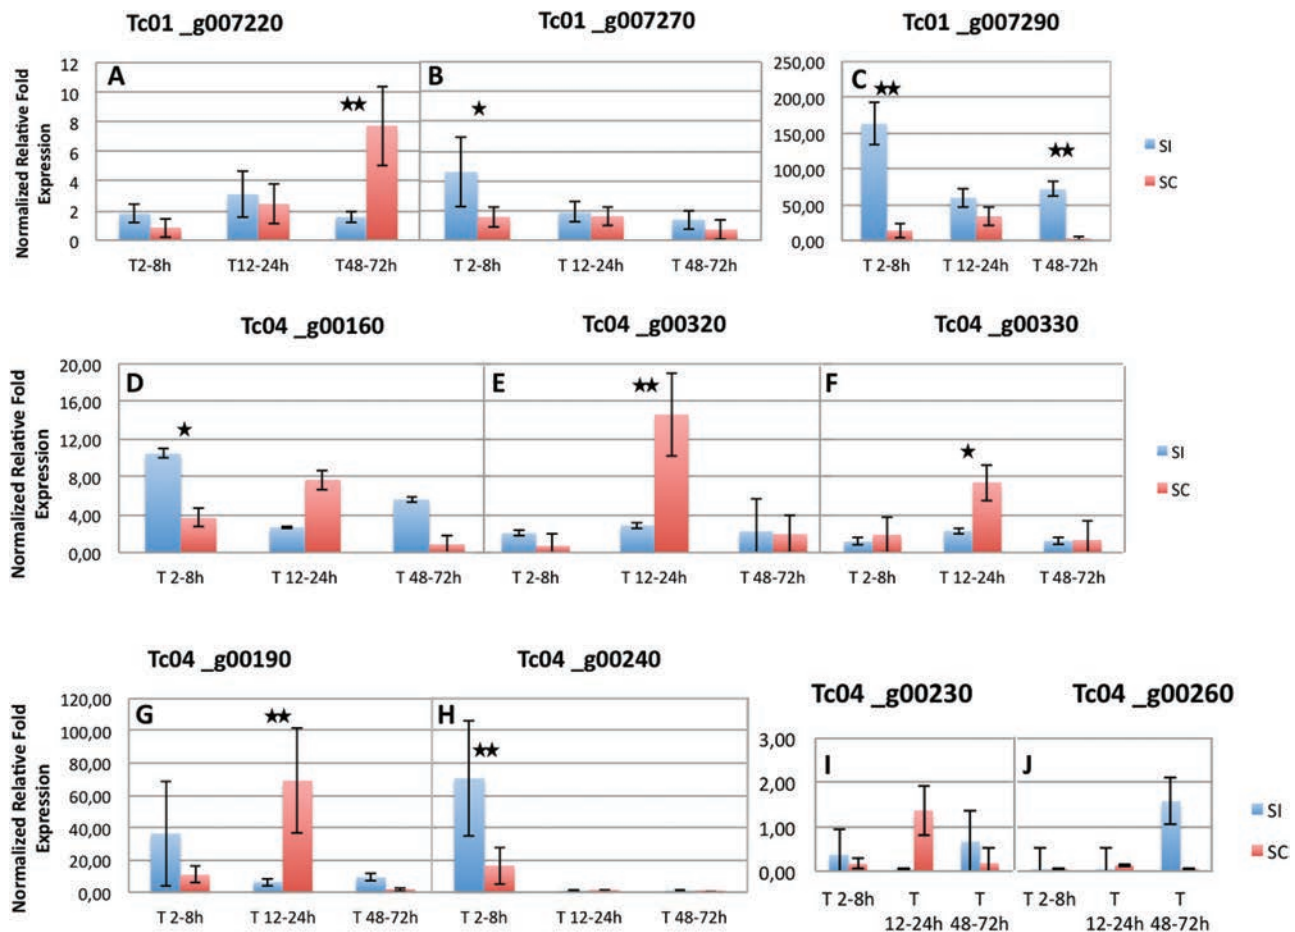 Tc01 _g007220
Tc01 _g007270
Tc01 _g007290
Normalized Relative Fold
Expression
12
10
8
6
4
2
0
A
★★
B
★
250,00
200,00
150,00
100,00
50,00
0,00
C
★★
★★
SI
SC
T2-8h
T12-24h
T48-72h
T 2-8h
T 12-24h
T 48-72h
T 2-8h
T 12-24h
T 48-72h
Tc04 _g00160
Tc04 _g00320
Tc04 _g00330
Normalized Relative Fold
Expression
20,00
16,00
12,00
8,00
4,00
0,00
D
★
E
★★
F
★
SI
SC
T 2-8h
T 12-24h
T 48-72h
T 2-8h
T 12-24h
T 48-72h
T 2-8h
T 12-24h
T 48-72h
Tc04 _g00190
Tc04 _g00240
Tc04 _g00230
Tc04 _g00260
Normalized Relative Fold
Expression
120,00
100,00
80,00
60,00
40,00
20,00
0,00
G
★★
H
★★
3,00
2,00
1,00
0,00
I
J
SI
SC
T 2-8h
T 12-24h
T 48-72h
T 2-8h
T 12-24h
T 48-72h
T 2-8h
T
12-24h
T
48-72h
T 2-8h
T
12-24h
T
48-72h